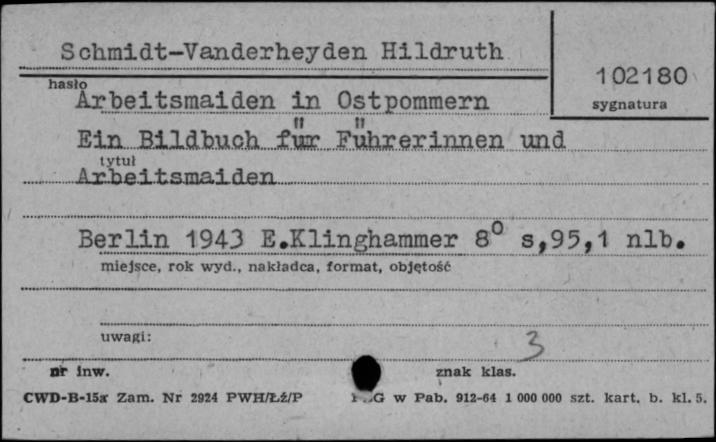 Schmidt-Vanderheyden Hildruth
102180
hasło
sygnatura
Arbeitsmaiden in Ostpommern
Ein Bildbuch für Führerinnen und
tytuł
Arbeitsmaiden
Berlin 1943 E.Klinghammer 8° s,95,1 nlb.
miejsce, rok wyd., nakładca, format, objętość
uwagi:
3
nr inw.
znak klas.
CWD-B-15a Zam. Nr 2924 PWH/Łź/P
w Pab. 912-64 1 000 000 szt. kart. b. kl. 5.